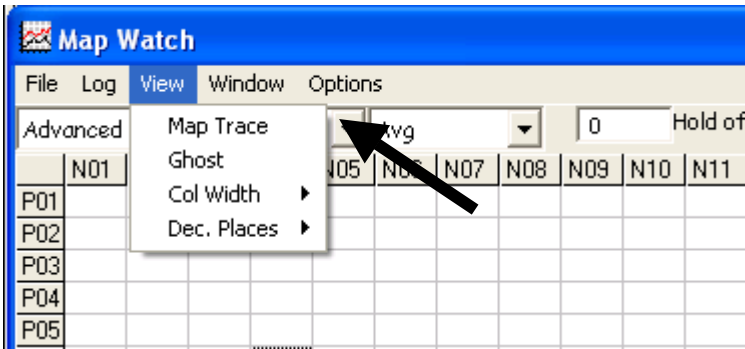 Map Watch
File Log View Window Options
Advanced Map Trace Avg 0 Hold of
Ghost
N01 N05 N06 N07 N08 N09 N10 N11
P01 Col Width
P02 Dec. Places
P03
P04
P05